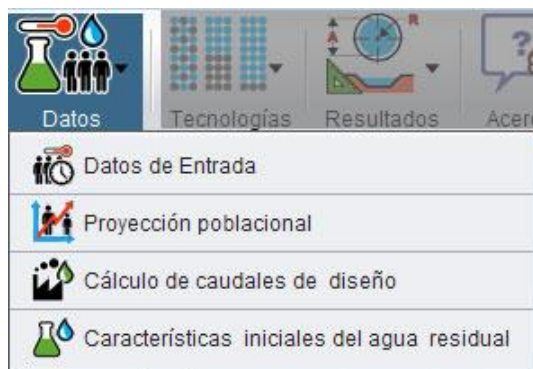 Datos Tecnologías Resultados
Datos de Entrada
Proyección poblacional
Cálculo de caudales de diseño
Características iniciales del agua residual